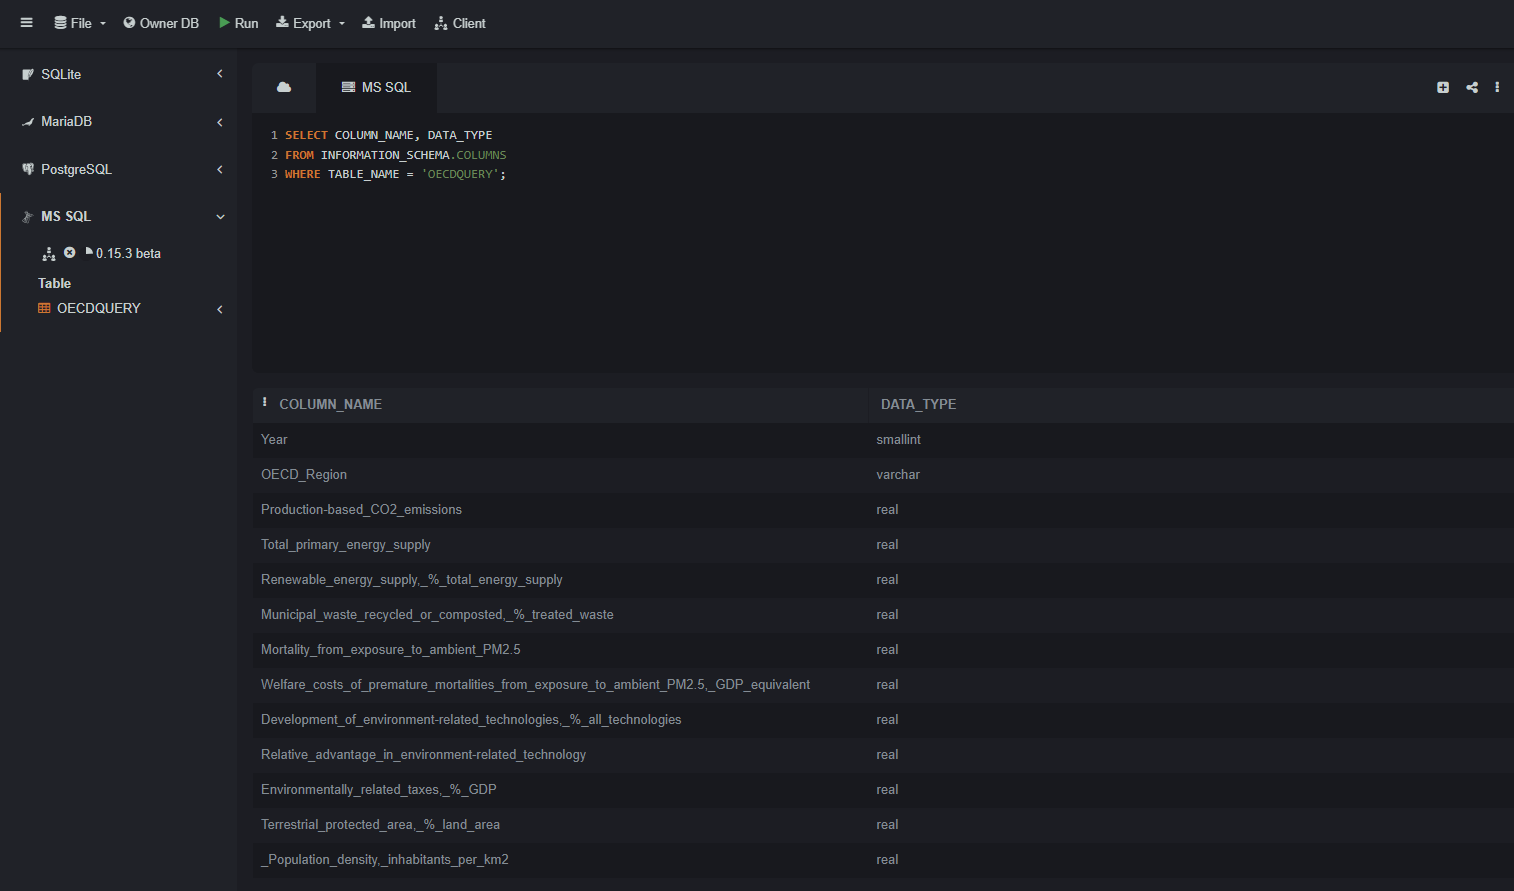 File Owner DB Run Export Import Client
SQLite
MariaDB
PostgreSQL
MS SQL
0.15.3 beta
Table
OECDQUERY
MS SQL
1 SELECT COLUMN_NAME, DATA_TYPE
2 FROM INFORMATION_SCHEMA.COLUMNS
3 WHERE TABLE_NAME = 'OECDQUERY';
COLUMN_NAME DATA_TYPE
Year smallint
OECD_Region varchar
Production-based_CO2_emissions real
Total_primary_energy_supply real
Renewable_energy_supply,_%_total_energy_supply real
Municipal_waste_recycled_or_composted,_%_treated_waste real
Mortality_from_exposure_to_ambient_PM2.5 real
Welfare_costs_of_premature_mortalities_from_exposure_to_ambient_PM2.5,_GDP_equivalent real
Development_of_environment-related_technologies,_%_all_technologies real
Relative_advantage_in_environment-related_technology real
Environmentally_related_taxes,_%_GDP real
Terrestrial_protected_area,_%_land_area real
_Population_density,_inhabitants_per_km2 real